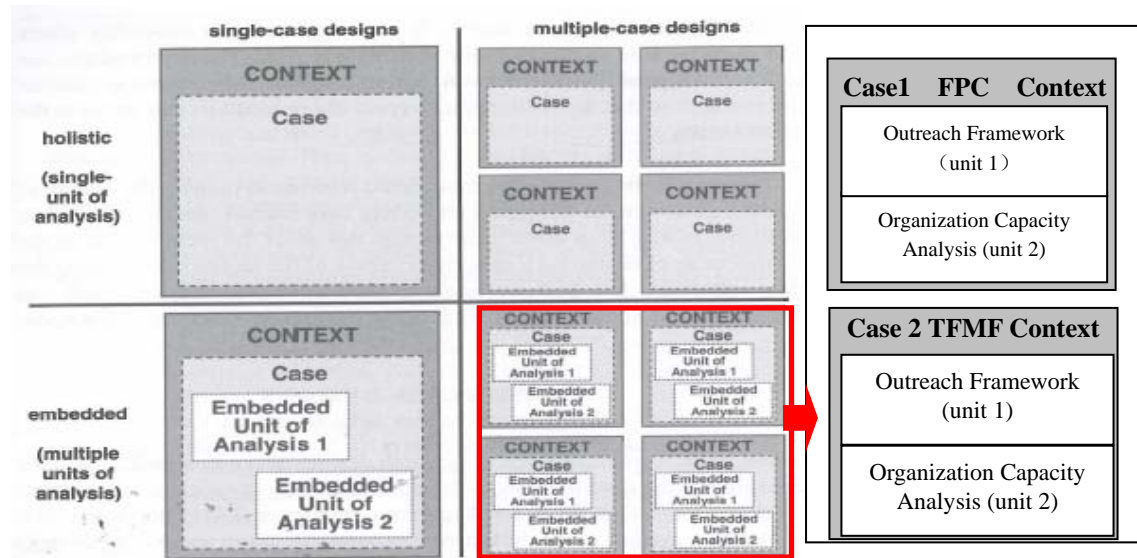 single-case designs
multiple-case designs
holistic
(single-
unit of
analysis)
CONTEXT
Case
CONTEXT
Case
CONTEXT
Case
CONTEXT
Case
CONTEXT
Case
embedded
(multiple
units of
analysis)
CONTEXT
Case
Embedded
Unit of
Analysis 1
Embedded
Unit of
Analysis 2
CONTEXT
Case
Embedded
Unit of
Analysis 1
Embedded
Unit of
Analysis 2
CONTEXT
Case
Embedded
Unit of
Analysis 1
Embedded
Unit of
Analysis 2
CONTEXT
Case
Embedded
Unit of
Analysis 1
Embedded
Unit of
Analysis 2
CONTEXT
Case
Embedded
Unit of
Analysis 1
Embedded
Unit of
Analysis 2
Case1 FPC Context
Outreach Framework
(unit 1)
Organization Capacity
Analysis (unit 2)
Case 2 TFMF Context
Outreach Framework
(unit 1)
Organization Capacity
Analysis (unit 2)